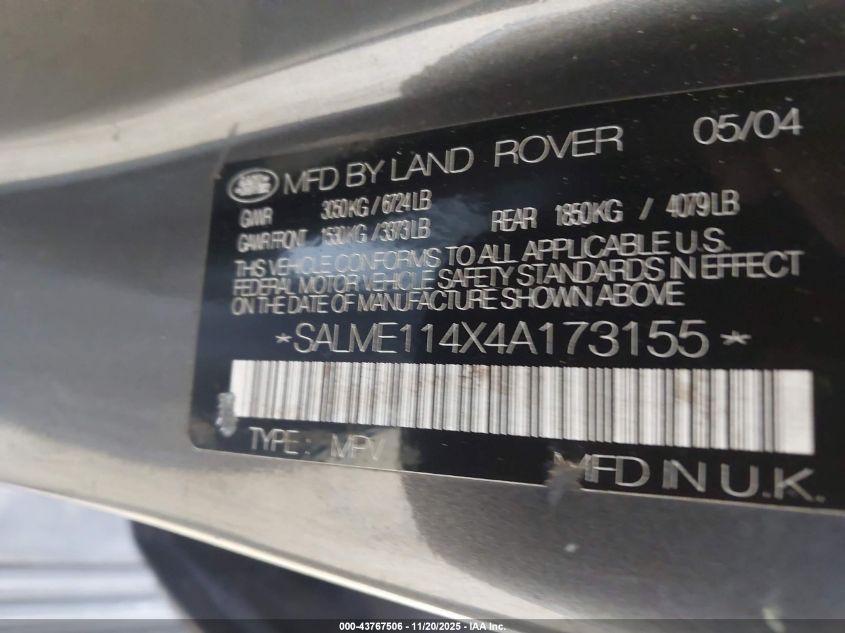 05/04
MFD BY LAND ROVER
GVWR 3050KG / 6724LB
GAWR FRONT 1530KG / 3373LB REAR 1850KG / 4079LB
THIS VEHICLE CONFORMS TO ALL APPLICABLE U.S.
FEDERAL MOTOR VEHICLE SAFETY STANDARDS IN EFFECT
ON THE DATE OF MANUFACTURE SHOWN ABOVE
*SALME114X4A173155*
TYPE: MPV
MFD IN U.K.
000-43767506 - 11/20/2025 - IAA Inc.